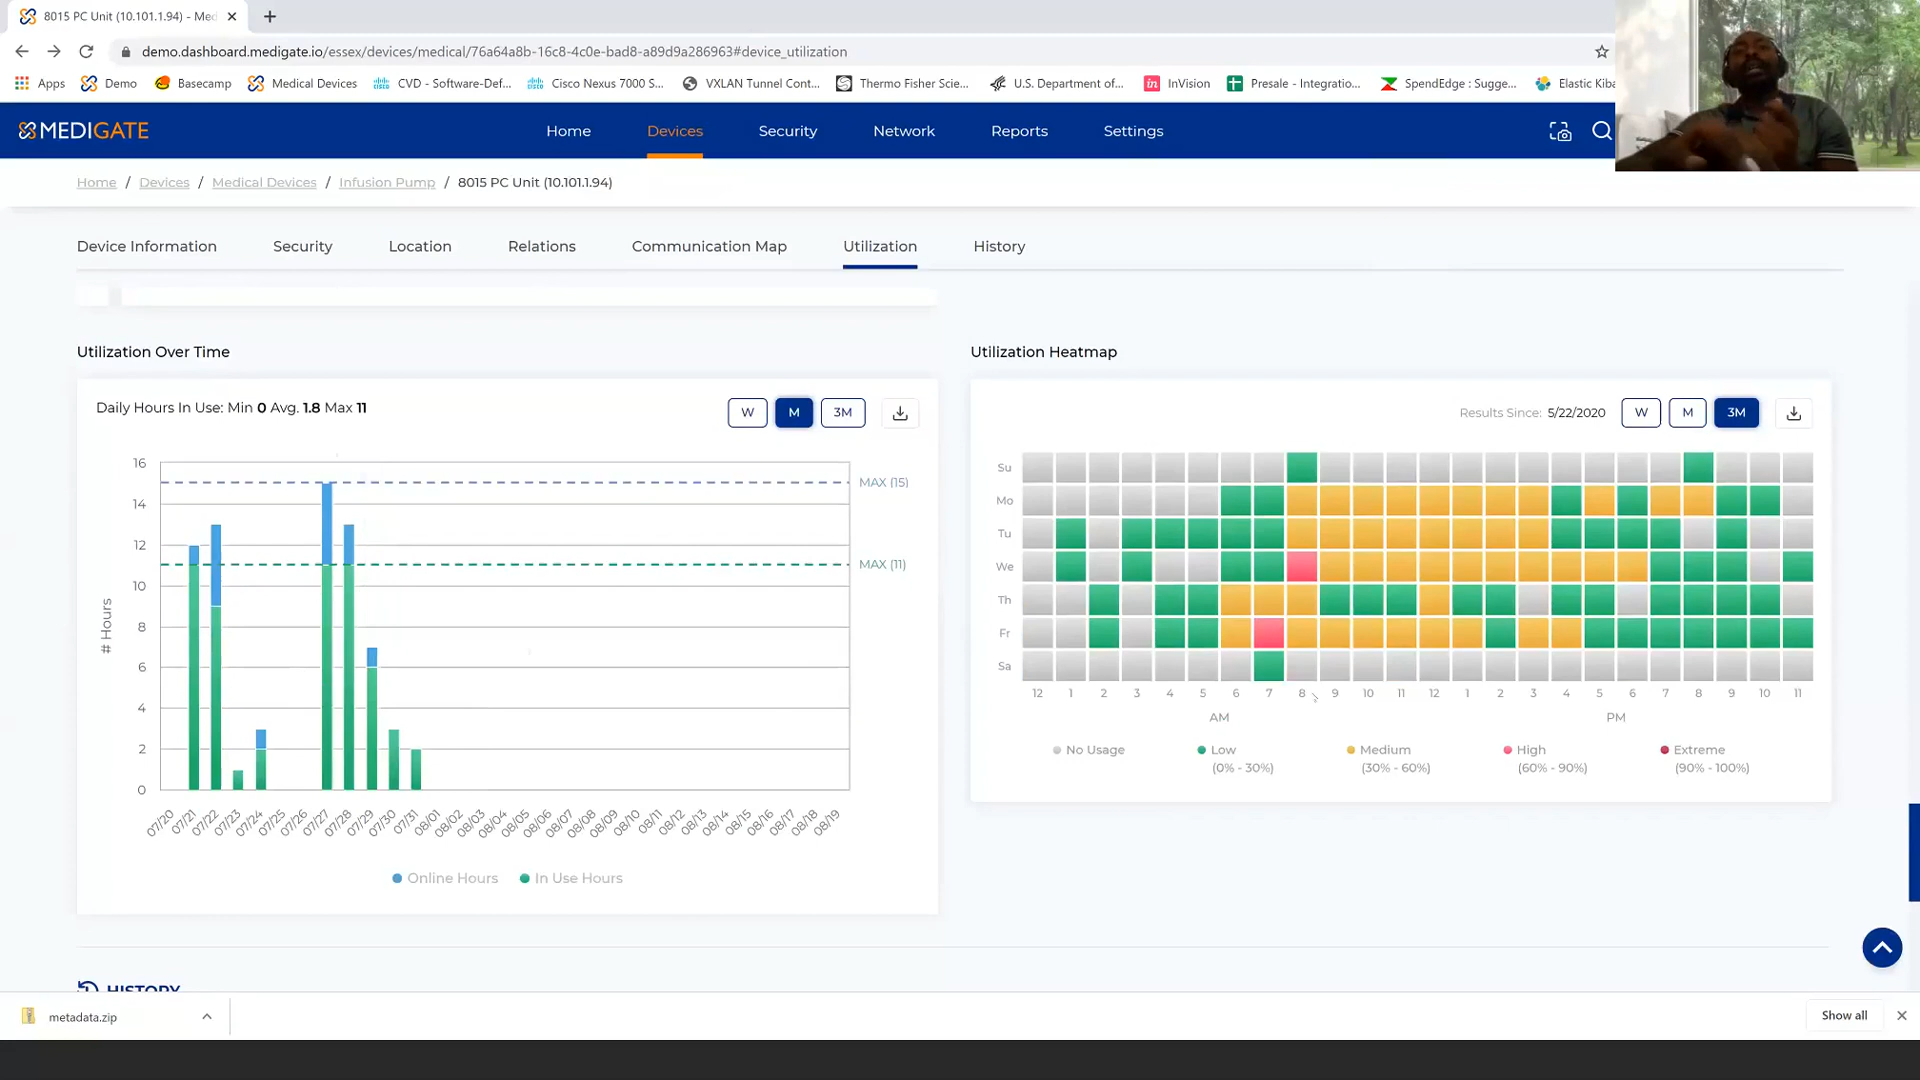 8015 PC Unit (10.101.1.94) - Med
demo.dashboard.medigate.io/essex/devices/medical/76a64a8b-16c8-4c0e-bad8-a89d9a286963#device_utilization
Apps Demo Basecamp Medical Devices CVD - Software-Def... Cisco Nexus 7000 S... VXLAN Tunnel Cont... Thermo Fisher Scie... U.S. Department of... InVision Presale - Integratio... SpendEdge : Sugge... Elastic Kiba
MEDIGATE Home Devices Security Network Reports Settings
Home / Devices / Medical Devices / Infusion Pump / 8015 PC Unit (10.101.1.94)
Device Information Security Location Relations Communication Map Utilization History
Utilization Over Time
Daily Hours In Use: Min 0 Avg. 1.8 Max 11
W M 3M
# Hours
16
14
12
10
8
6
4
2
0
MAX (15)
MAX (11)
07/20 07/21 07/22 07/23 07/24 07/25 07/26 07/27 07/28 07/29 07/30 07/31 08/01 08/02 08/03 08/04 08/05 08/06 08/07 08/08 08/09 08/10 08/11 08/12 08/13 08/14 08/15 08/16 08/17 08/18 08/19
Online Hours In Use Hours
Utilization Heatmap
Results Since: 5/22/2020 W M 3M
Su
Mo
Tu
We
Th
Fr
Sa
12 1 2 3 4 5 6 7 8 9 10 11 12 1 2 3 4 5 6 7 8 9 10 11
AM PM
No Usage Low Medium High Extreme
(0% - 30%) (30% - 60%) (60% - 90%) (90% - 100%)
HISTORY
metadata.zip Show all